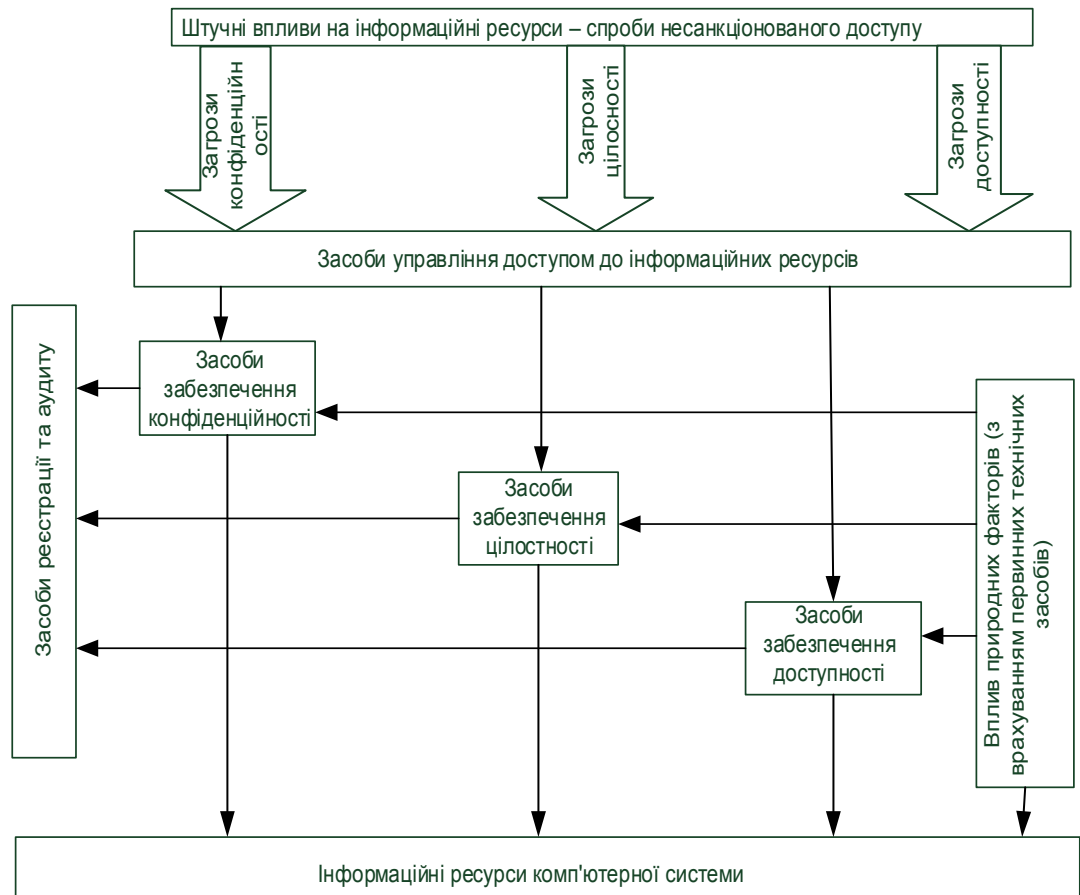 Штучні впливи на інформаційні ресурси – спроби несанкціонованого доступу
Загрози
конфіденційн
ості
Загрози
цілосності
Загрози
доступності
Засоби управління доступом до інформаційних ресурсів
Засоби реєстрації та аудиту
Засоби
забезпечення
конфіденційності
Засоби
забезпечення
цілостності
Засоби
забезпечення
доступності
Вплив природних факторів (з
врахуванням первинних технічних
засобів)
Інформаційні ресурси комп'ютерної системи